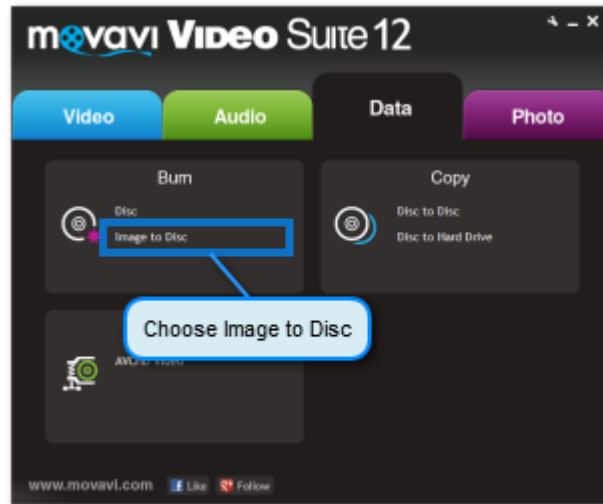 movavi Video Suite 12
Video
Audio
Data
Photo
Burn
Disc
Image to Disc
Copy
Disc to Disc
Disc to Hard Drive
Choose Image to Disc
www.movavi.com
Like
Follow